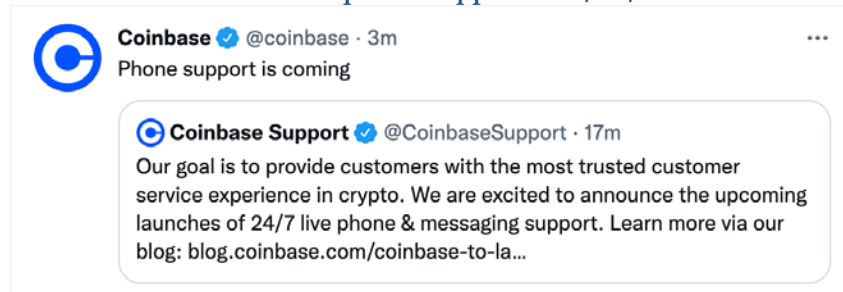 Coinbase @coinbase · 3m
Phone support is coming
Coinbase Support @CoinbaseSupport · 17m
Our goal is to provide customers with the most trusted customer
service experience in crypto. We are excited to announce the upcoming
launches of 24/7 live phone & messaging support. Learn more via our
blog: blog.coinbase.com/coinbase-to-la...